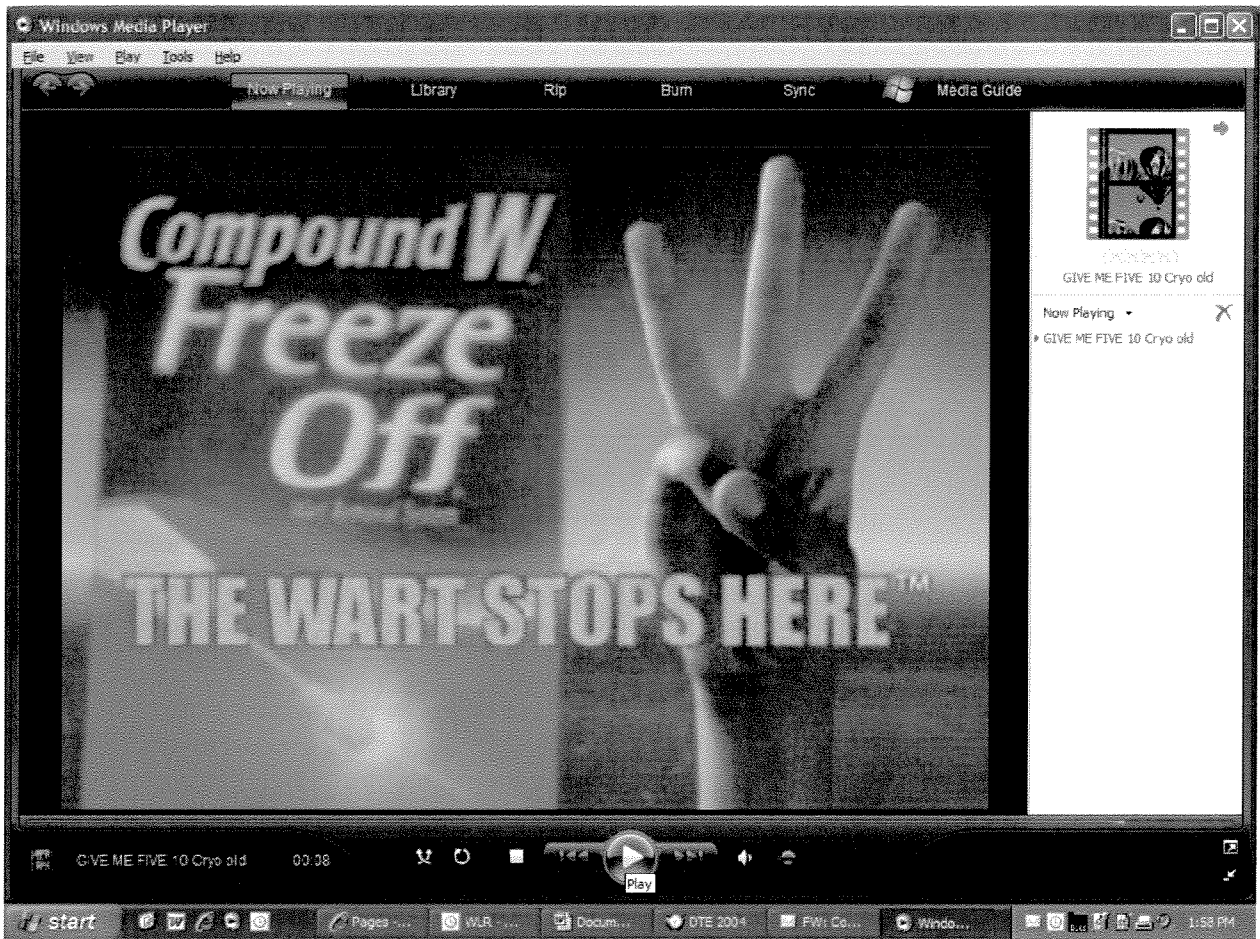 Windows Media Player
File View Play Tools Help
Now Playing Library Rip Burn Sync Media Guide
Compound W
Freeze
Off
THE WART STOPS HERE™
GIVE ME FIVE 10 Cryo old
Now Playing
GIVE ME FIVE 10 Cryo old
GIVE ME FIVE 10 Cryo old 00:08
Play
start Pages -... WLR -... Docum... DTE 2004 FW: Co... Windo... 1:58 PM